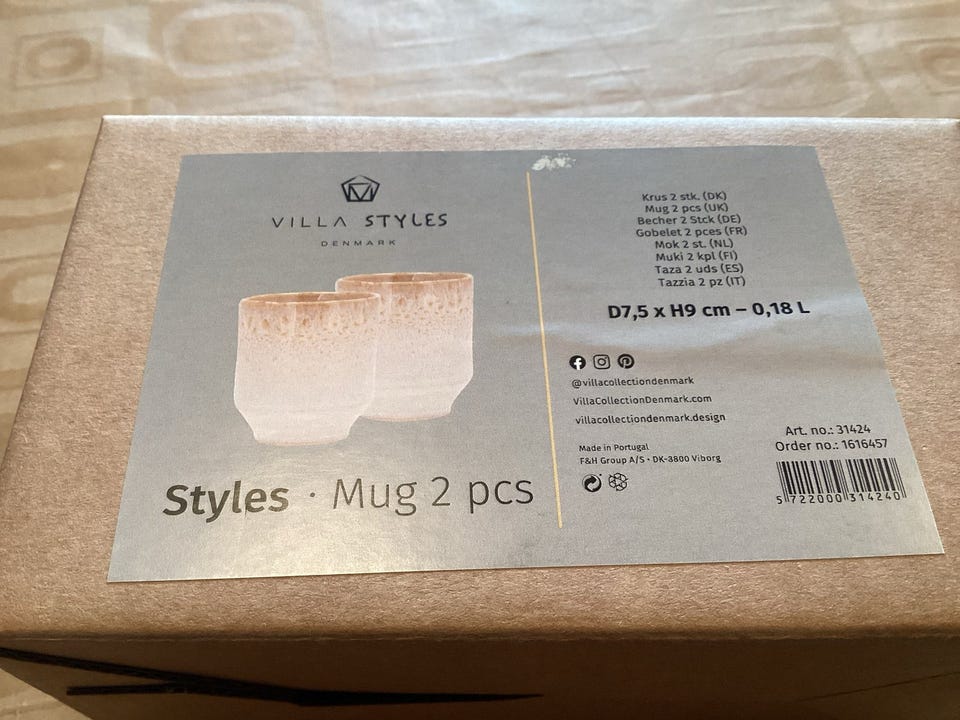 VILLA STYLES
DENMARK
Styles · Mug 2 pcs
Krus 2 stk. (DK)
Mug 2 pcs (UK)
Becher 2 Stck (DE)
Gobelet 2 pces (FR)
Mok 2 st. (NL)
Muki 2 kpl (FI)
Taza 2 uds (ES)
Tazzia 2 pz (IT)
D7,5 x H9 cm – 0,18 L
@villacollectiondenmark
VillaCollectionDenmark.com
villacollectiondenmark.design
Made in Portugal
F&H Group A/S • DK-8800 Viborg
Art. no.: 31424
Order no.: 1616457
5 722000 314240